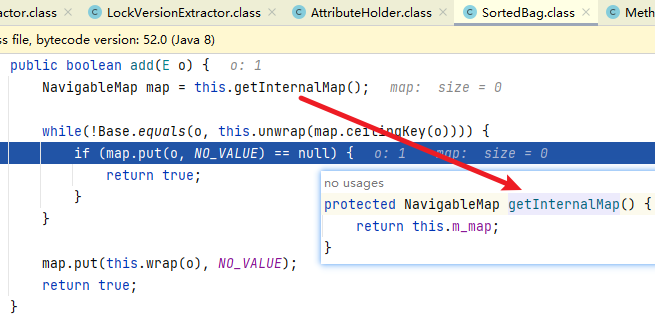 actor.class × LockVersionExtractor.class × AttributeHolder.class × SortedBag.class × Meth
ss file, bytecode version: 52.0 (Java 8)
public boolean add(E o) { o: 1
NavigableMap map = this.getInternalMap(); map: size = 0
while(!Base.equals(o, this.unwrap(map.ceilingKey(o)))) {
if (map.put(o, NO_VALUE) == null) { o: 1 map: size = 0
return true;
}
}
map.put(this.wrap(o), NO_VALUE);
return true;
}
no usages
protected NavigableMap getInternalMap() {
return this.m_map;
}